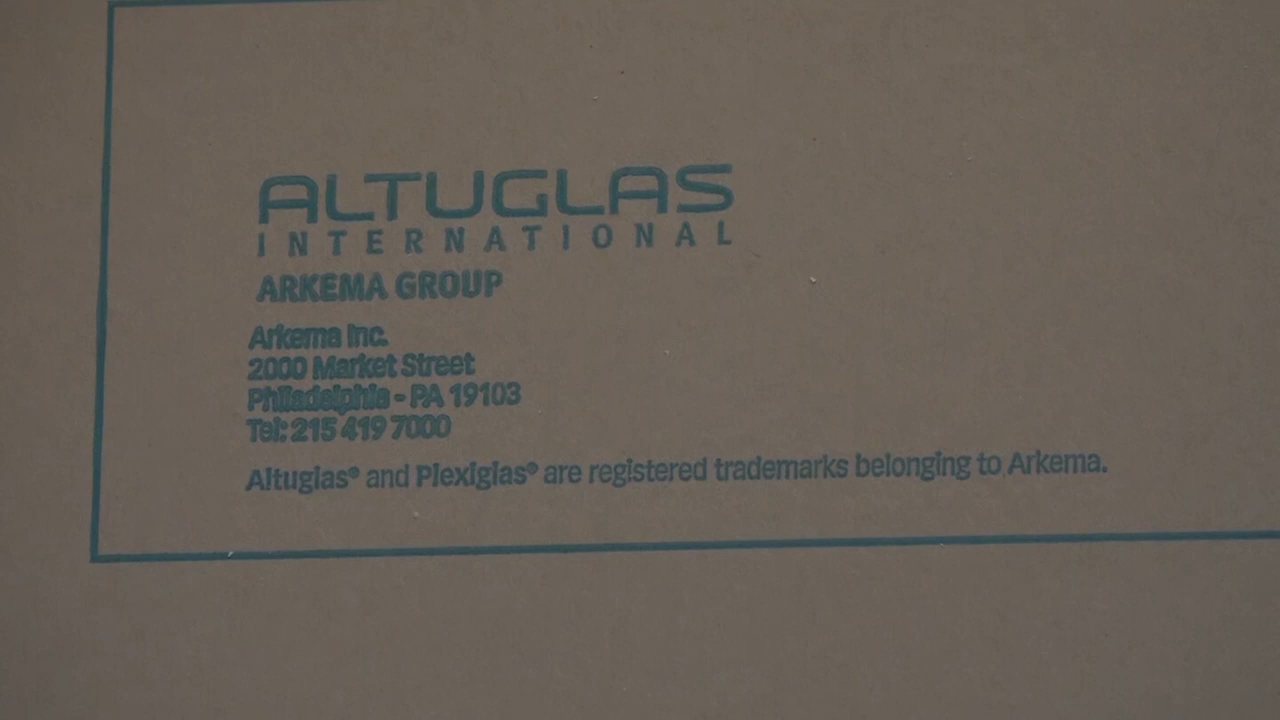 ALTUGLAS
INTERNATIONAL
ARKEMA GROUP
Arkema Inc.
2000 Market Street
Philadelphia - PA 19103
Tel: 215 419 7000
Altuglas® and Plexiglas® are registered trademarks belonging to Arkema.